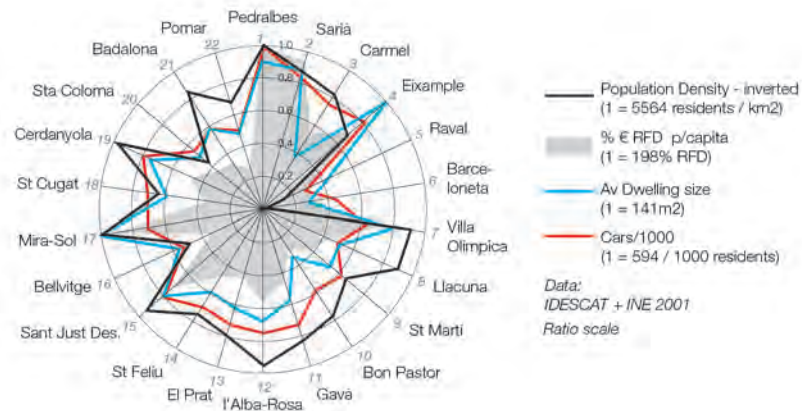 Pedralbes
Pomar
Sarià
Badalona
Carmel
Sta Coloma
Eixample
Cerdanyola
Raval
St Cugat
Barce-
loneta
Mira-Sol
Villa
Olimpica
Bellvitge
Llacuna
Sant Just Des.
St Martí
St Feliu
Bon Pastor
El Prat
Gavà
l'Alba-Rosa
1
2
3
4
5
6
7
8
9
10
11
12
13
14
15
16
17
18
19
20
21
22
1.0
0.8
0.6
0.4
0.2
Population Density - inverted
(1 = 5564 residents / km2)
% € RFD p/capita
(1 = 198% RFD)
Av Dwelling size
(1 = 141m2)
Cars/1000
(1 = 594 / 1000 residents)
Data:
IDESCAT + INE 2001
Ratio scale